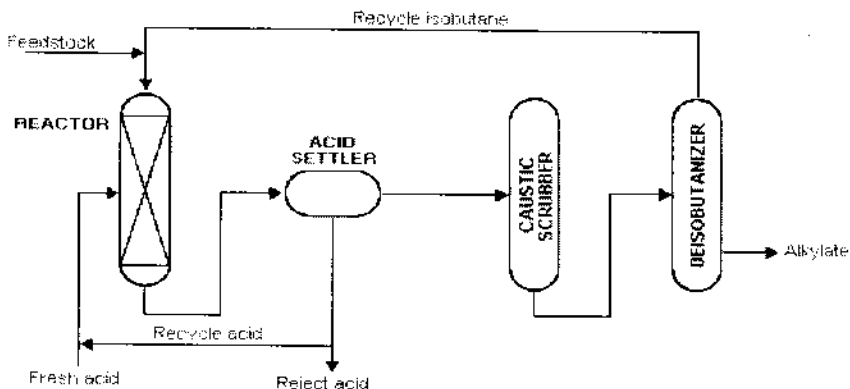 Recycle isobutane
Feedstock
REACTOR
ACID
SETTLER
CAUSTIC
SCRUBBER
DEISOBUTANIZER
Alkylate
Recycle acid
Fresh acid
Reject acid